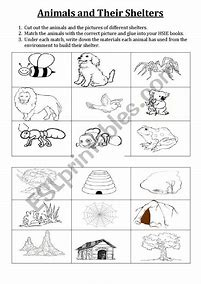 Animals and Their Shelters
1. Cut out the animals and the pictures of different shelters.
2. Match the animals with the correct picture and glue into your HSIE books.
3. Under each match, write down the materials each animal has used from the
environment to build their shelter.
ESLprintables.com